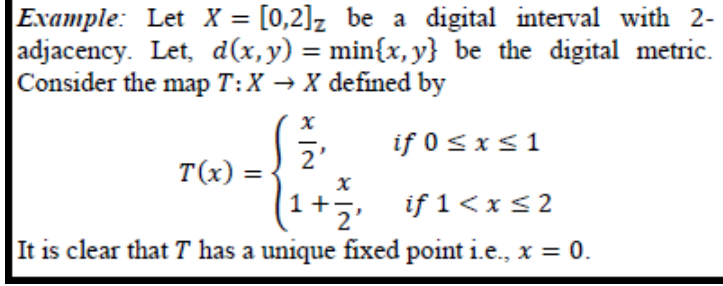 Example: Let X = [0,2]ℤ be a digital interval with 2-
adjacency. Let, d(x, y) = min{x, y} be the digital metric.
Consider the map T: X → X defined by
T(x) = { x/2, if 0 ≤ x ≤ 1
1 + x/2, if 1 < x ≤ 2
It is clear that T has a unique fixed point i.e., x = 0.